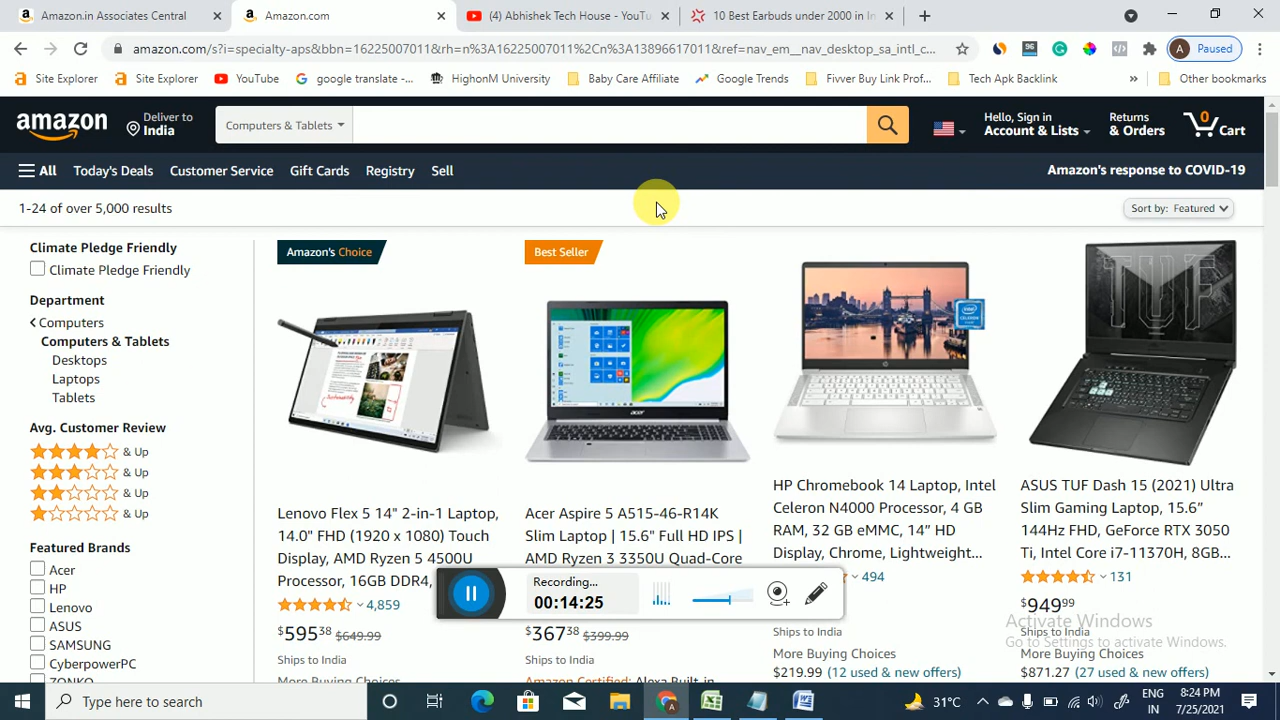 Amazon.in Associates Central
Amazon.com
(4) Abhishek Tech House - YouTu
10 Best Earbuds under 2000 in In
amazon.com/s?i=specialty-aps&bbn=16225007011&rh=n%3A16225007011%2Cn%3A13896617011&ref=nav_em__nav_desktop_sa_intl_c...
96
A Paused
Site Explorer
Site Explorer
YouTube
google translate -...
HighonM University
Baby Care Affiliate
Google Trends
Fivver Buy Link Prof...
Tech Apk Backlink
Other bookmarks
amazon
Deliver to
India
Computers & Tablets
Hello, Sign in
Account & Lists
Returns
& Orders
0
Cart
All
Today's Deals
Customer Service
Gift Cards
Registry
Sell
Amazon's response to COVID-19
1-24 of over 5,000 results
Sort by: Featured
Climate Pledge Friendly
Climate Pledge Friendly
Department
Computers
Computers & Tablets
Desktops
Laptops
Tablets
Avg. Customer Review
& Up
& Up
& Up
& Up
Featured Brands
Acer
HP
Lenovo
ASUS
SAMSUNG
CyberpowerPC
Amazon's Choice
Lenovo Flex 5 14" 2-in-1 Laptop,
14.0" FHD (1920 x 1080) Touch
Display, AMD Ryzen 5 4500U
Processor, 16GB DDR4,
4,859
$595 38 $649.99
Ships to India
More Buying Choices
Best Seller
acer
Acer Aspire 5 A515-46-R14K
Slim Laptop | 15.6" Full HD IPS |
AMD Ryzen 3 3350U Quad-Core
$367 38 $399.99
Ships to India
Amazon Certified: Alexa Built-in
HP Chromebook 14 Laptop, Intel
Celeron N4000 Processor, 4 GB
RAM, 32 GB eMMC, 14" HD
Display, Chrome, Lightweight...
494
Ships to India
More Buying Choices
$219.99 (12 used & new offers)
TUF
ASUS TUF Dash 15 (2021) Ultra
Slim Gaming Laptop, 15.6"
144Hz FHD, GeForce RTX 3050
Ti, Intel Core i7-11370H, 8GB...
131
$949 99
Ships to India
More Buying Choices
$871.27 (27 used & new offers)
Recording...
00:14:25
Activate Windows
Go to Settings to activate Windows.
Type here to search
31°C
ENG
IN
8:24 PM
7/25/2021